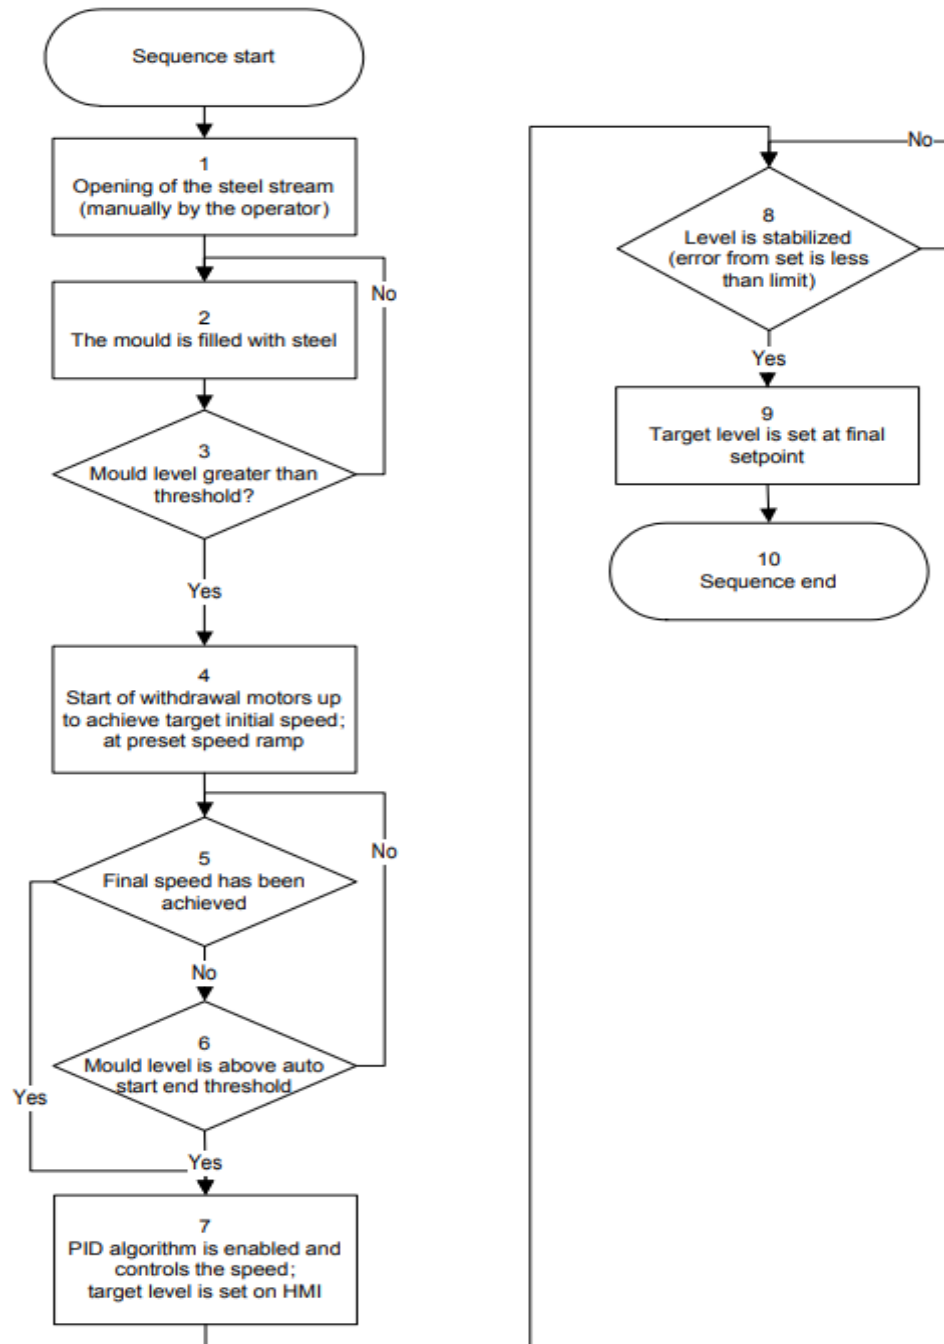 Sequence start
1
Opening of the steel stream
(manually by the operator)
No
2
The mould is filled with steel
3
Mould level greater than
threshold?
Yes
4
Start of withdrawal motors up
to achieve target initial speed;
at preset speed ramp
No
5
Final speed has been
achieved
No
6
Mould level is above auto
start end threshold
Yes
Yes
7
PID algorithm is enabled and
controls the speed;
target level is set on HMI
No
8
Level is stabilized
(error from set is less
than limit)
Yes
9
Target level is set at final
setpoint
10
Sequence end